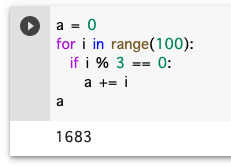 a = 0
for i in range(100):
  if i % 3 == 0:
    a += i
a
1683